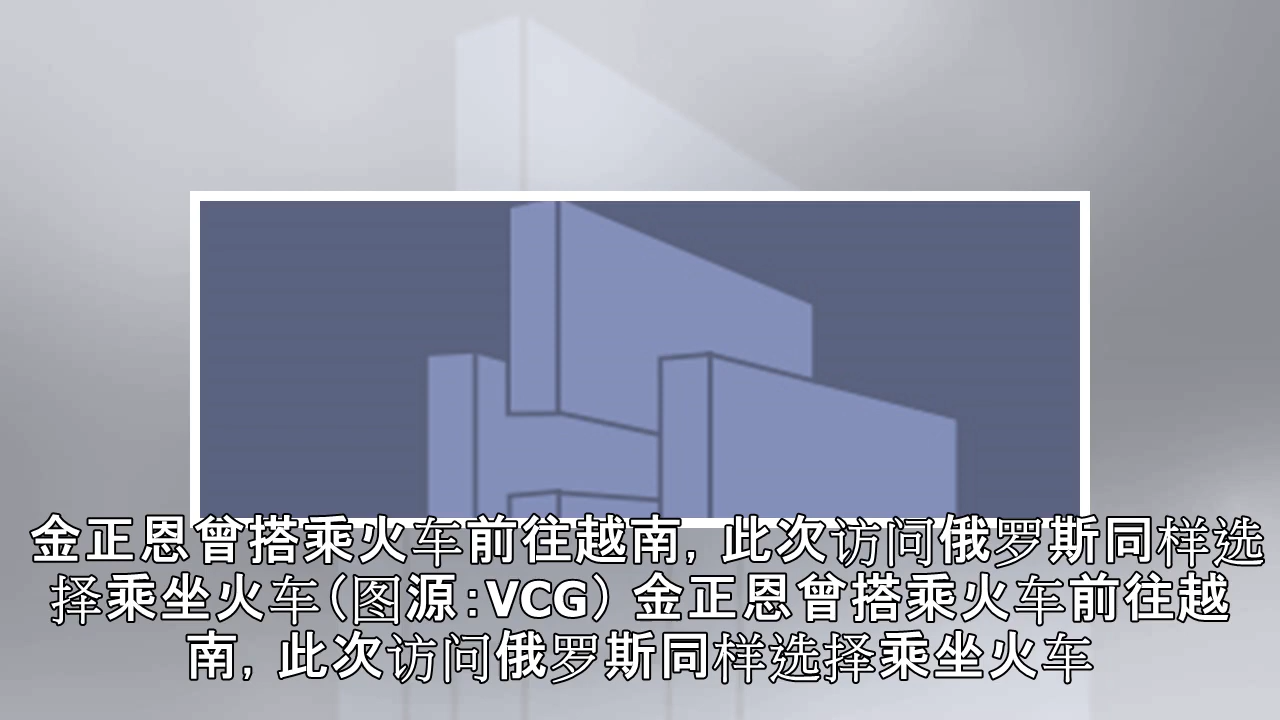 金正恩曾搭乘火车前往越南, 此次访问俄罗斯同样选
择乘坐火车(图源:VCG) 金正恩曾搭乘火车前往越
南, 此次访问俄罗斯同样选择乘坐火车